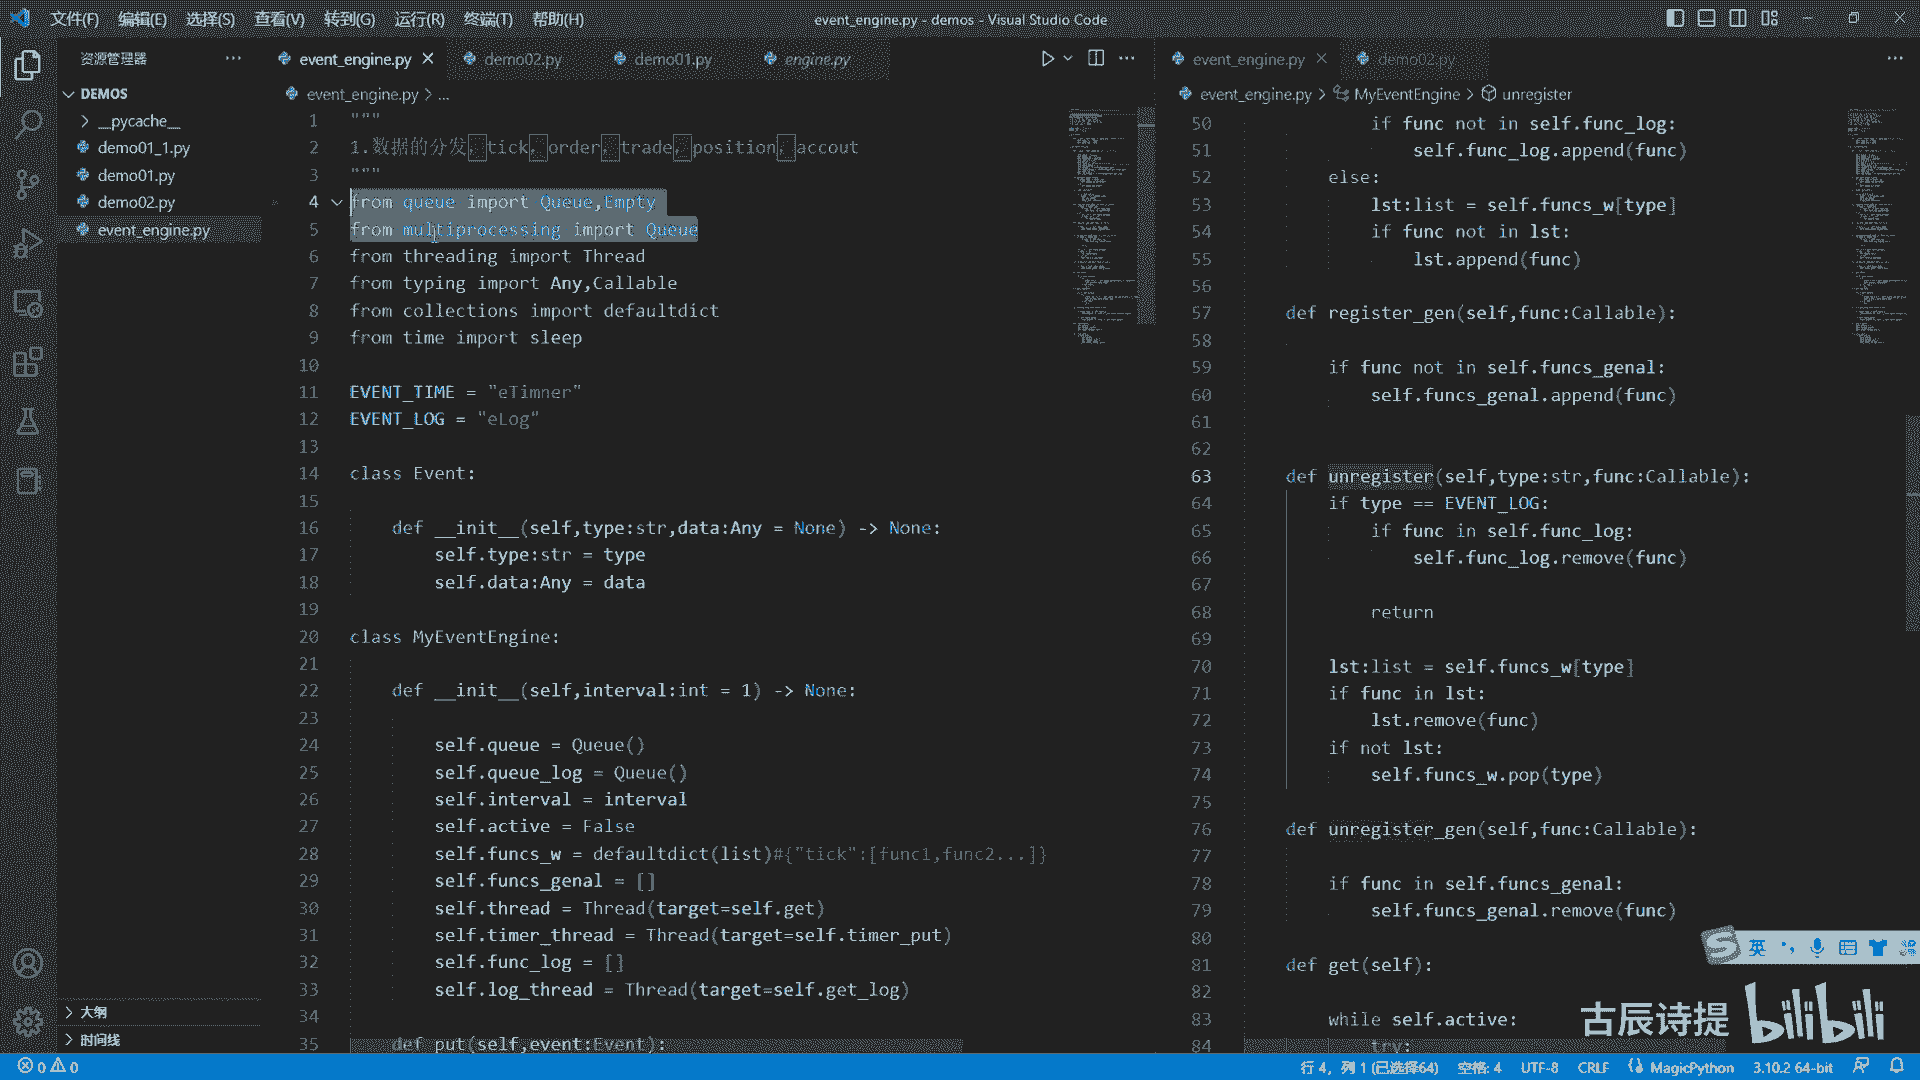 文件(F) 编辑(E) 选择(S) 查看(V) 转到(G) 运行(R) 终端(T) 帮助(H)
event_engine.py - demos - Visual Studio Code
资源管理器
DEMOS
__pycache__
demo01_1.py
demo01.py
demo02.py
event_engine.py
大纲
时间线
event_engine.py demo02.py demo01.py engine.py
event_engine.py > ...
1 """
2 1.数据的分发，tick，order，trade，position，accout
3 """
4 from queue import Queue,Empty
5 from multiprocessing import Queue
6 from threading import Thread
7 from typing import Any,Callable
8 from collections import defaultdict
9 from time import sleep
10
11 EVENT_TIME = "eTimner"
12 EVENT_LOG = "eLog"
13
14 class Event:
15
16 def __init__(self,type:str,data:Any = None) -> None:
17 self.type:str = type
18 self.data:Any = data
19
20 class MyEventEngine:
21
22 def __init__(self,interval:int = 1) -> None:
23
24 self.queue = Queue()
25 self.queue_log = Queue()
26 self.interval = interval
27 self.active = False
28 self.funcs_w = defaultdict(list)#{"tick":[func1,func2...]}
29 self.funcs_genal = []
30 self.thread = Thread(target=self.get)
31 self.timer_thread = Thread(target=self.timer_put)
32 self.func_log = []
33 self.log_thread = Thread(target=self.get_log)
34
35 def put(self,event:Event):
event_engine.py demo02.py
event_engine.py > MyEventEngine > unregister
50 if func not in self.func_log:
51 self.func_log.append(func)
52 else:
53 lst:list = self.funcs_w[type]
54 if func not in lst:
55 lst.append(func)
56
57 def register_gen(self,func:Callable):
58
59 if func not in self.funcs_genal:
60 self.funcs_genal.append(func)
61
62
63 def unregister(self,type:str,func:Callable):
64 if type == EVENT_LOG:
65 if func in self.func_log:
66 self.func_log.remove(func)
67
68 return
69
70 lst:list = self.funcs_w[type]
71 if func in lst:
72 lst.remove(func)
73 if not lst:
74 self.funcs_w.pop(type)
75
76 def unregister_gen(self,func:Callable):
77
78 if func in self.funcs_genal:
79 self.funcs_genal.remove(func)
80
81 def get(self):
82
83 while self.active:
84 try:
英
古辰诗提 bilibili
0 0
行 4，列 1 (已选择64) 空格: 4 UTF-8 CRLF MagicPython 3.10.2 64-bit